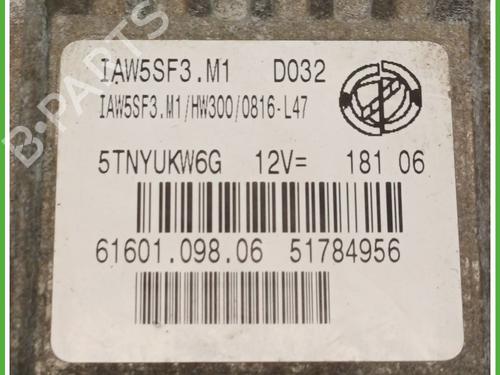 IAW5SF3.M1 D032
IAW5SF3.M1/HW300/0816-L47
5TNYUKW6G 12V= 181 06
61601.098.06 51784956
B-PARTS